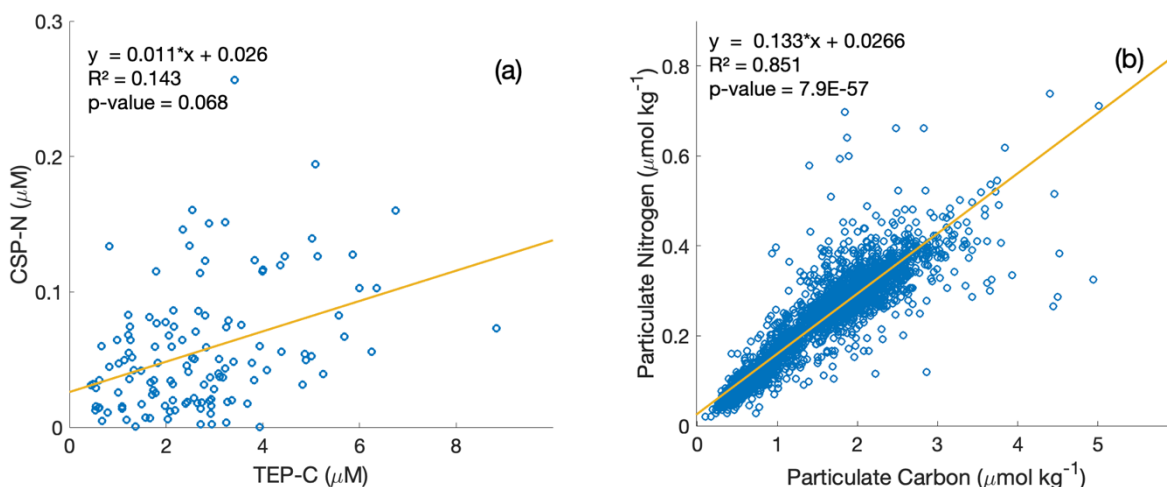 0.3
y = 0.011*x + 0.026
R² = 0.143
p-value = 0.068
(a)
0.2
CSP-N (μM)
0.1
0
0 2 4 6 8
TEP-C (μM)
y = 0.133*x + 0.0266
R² = 0.851
p-value = 7.9E-57
(b)
0.8
0.6
Particulate Nitrogen (μmol kg⁻¹)
0.4
0.2
0
0 1 2 3 4 5
Particulate Carbon (μmol kg⁻¹)